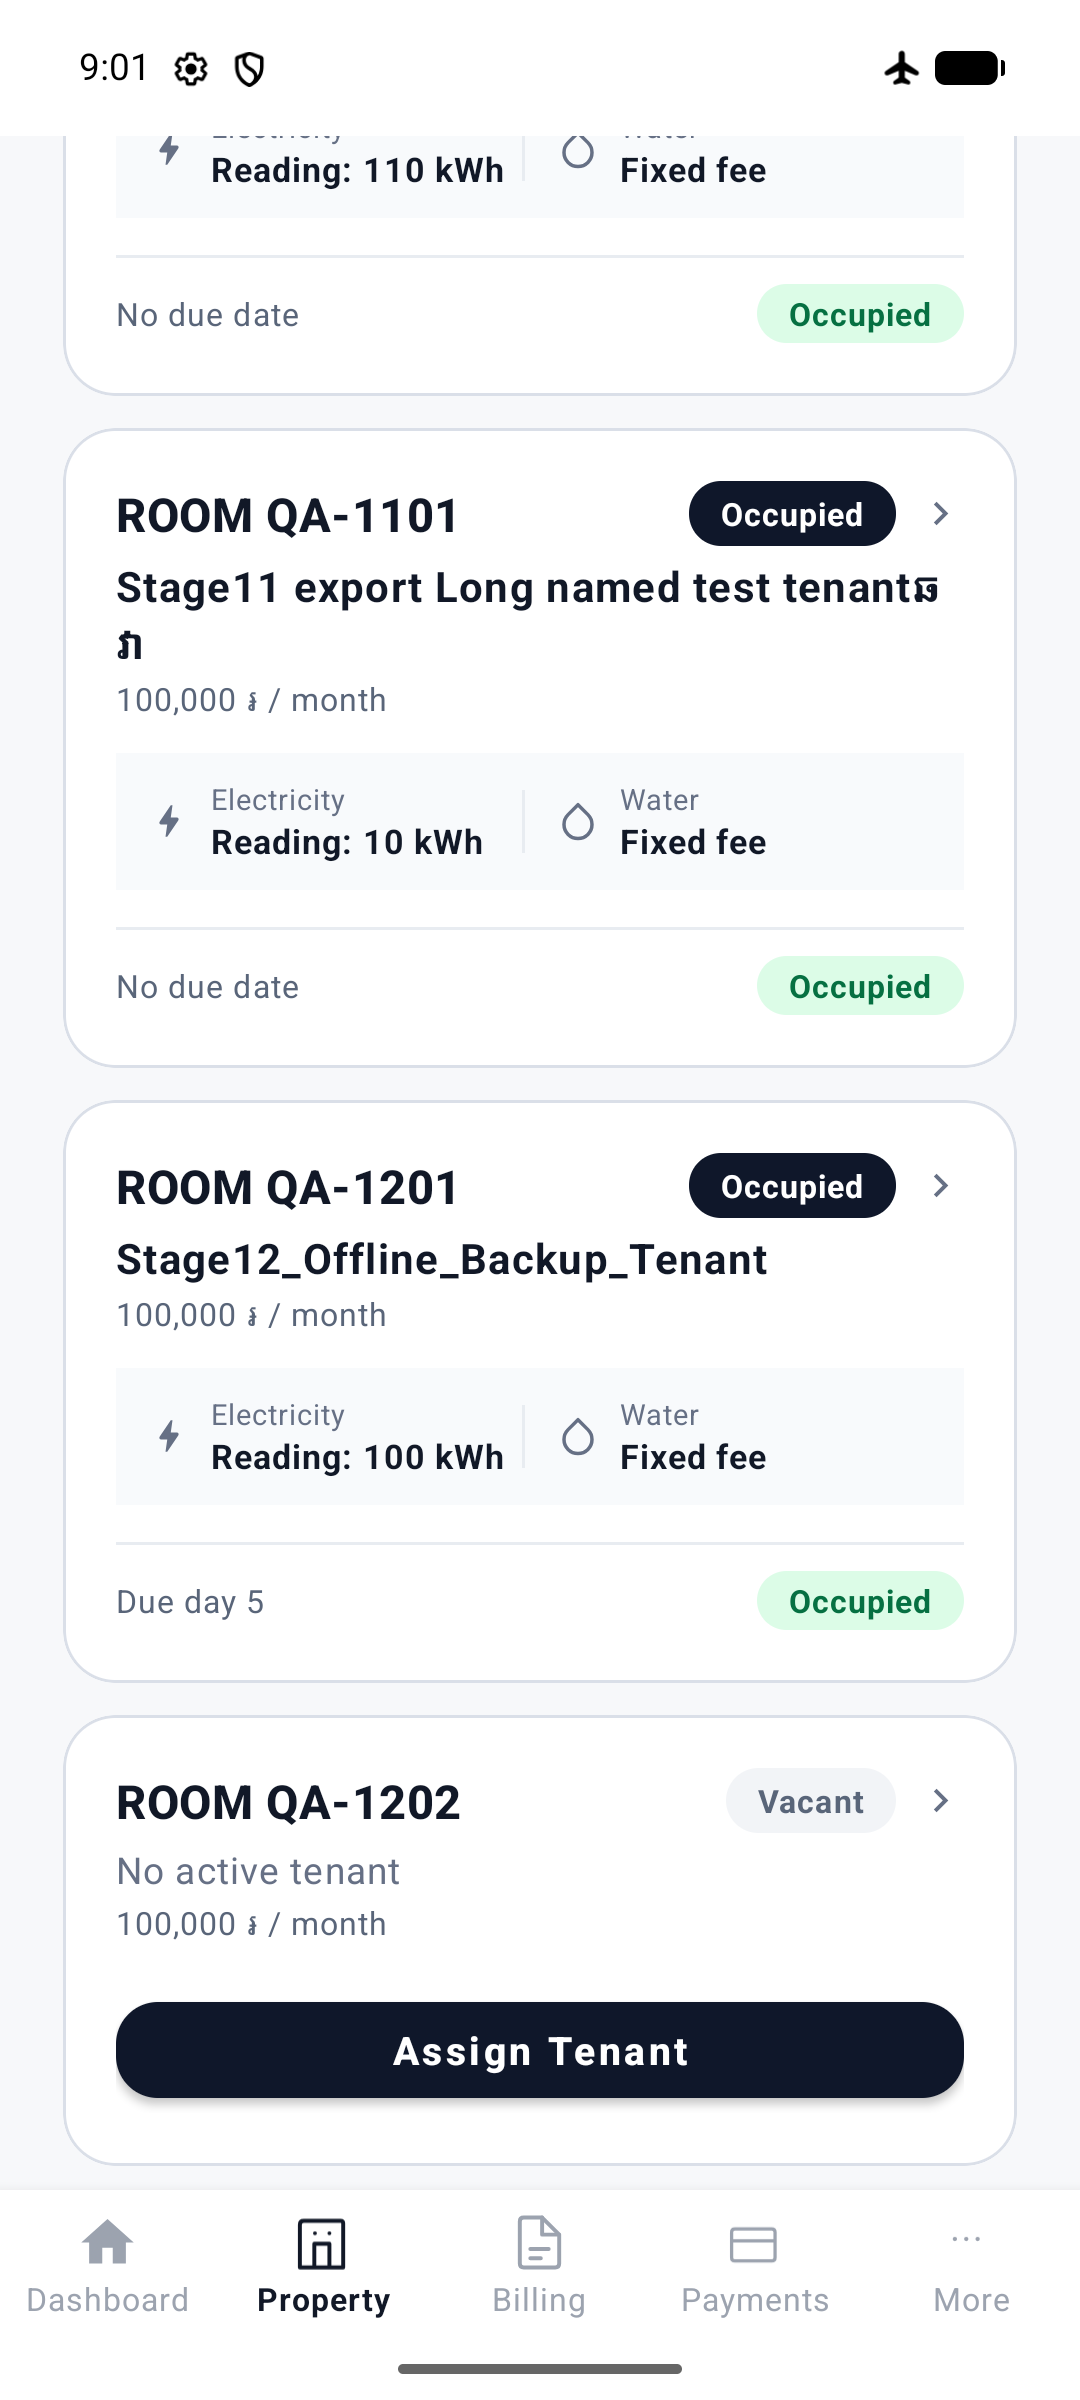 9:01
Electricity
Water
Reading: 110 kWh
Fixed fee
No due date
Occupied
ROOM QA-1101
Occupied
Stage11 export Long named test tenantឆ
វា
100,000 ៛ / month
Electricity
Water
Reading: 10 kWh
Fixed fee
No due date
Occupied
ROOM QA-1201
Occupied
Stage12_Offline_Backup_Tenant
100,000 ៛ / month
Electricity
Water
Reading: 100 kWh
Fixed fee
Due day 5
Occupied
ROOM QA-1202
Vacant
No active tenant
100,000 ៛ / month
Assign Tenant
Dashboard
Property
Billing
Payments
More